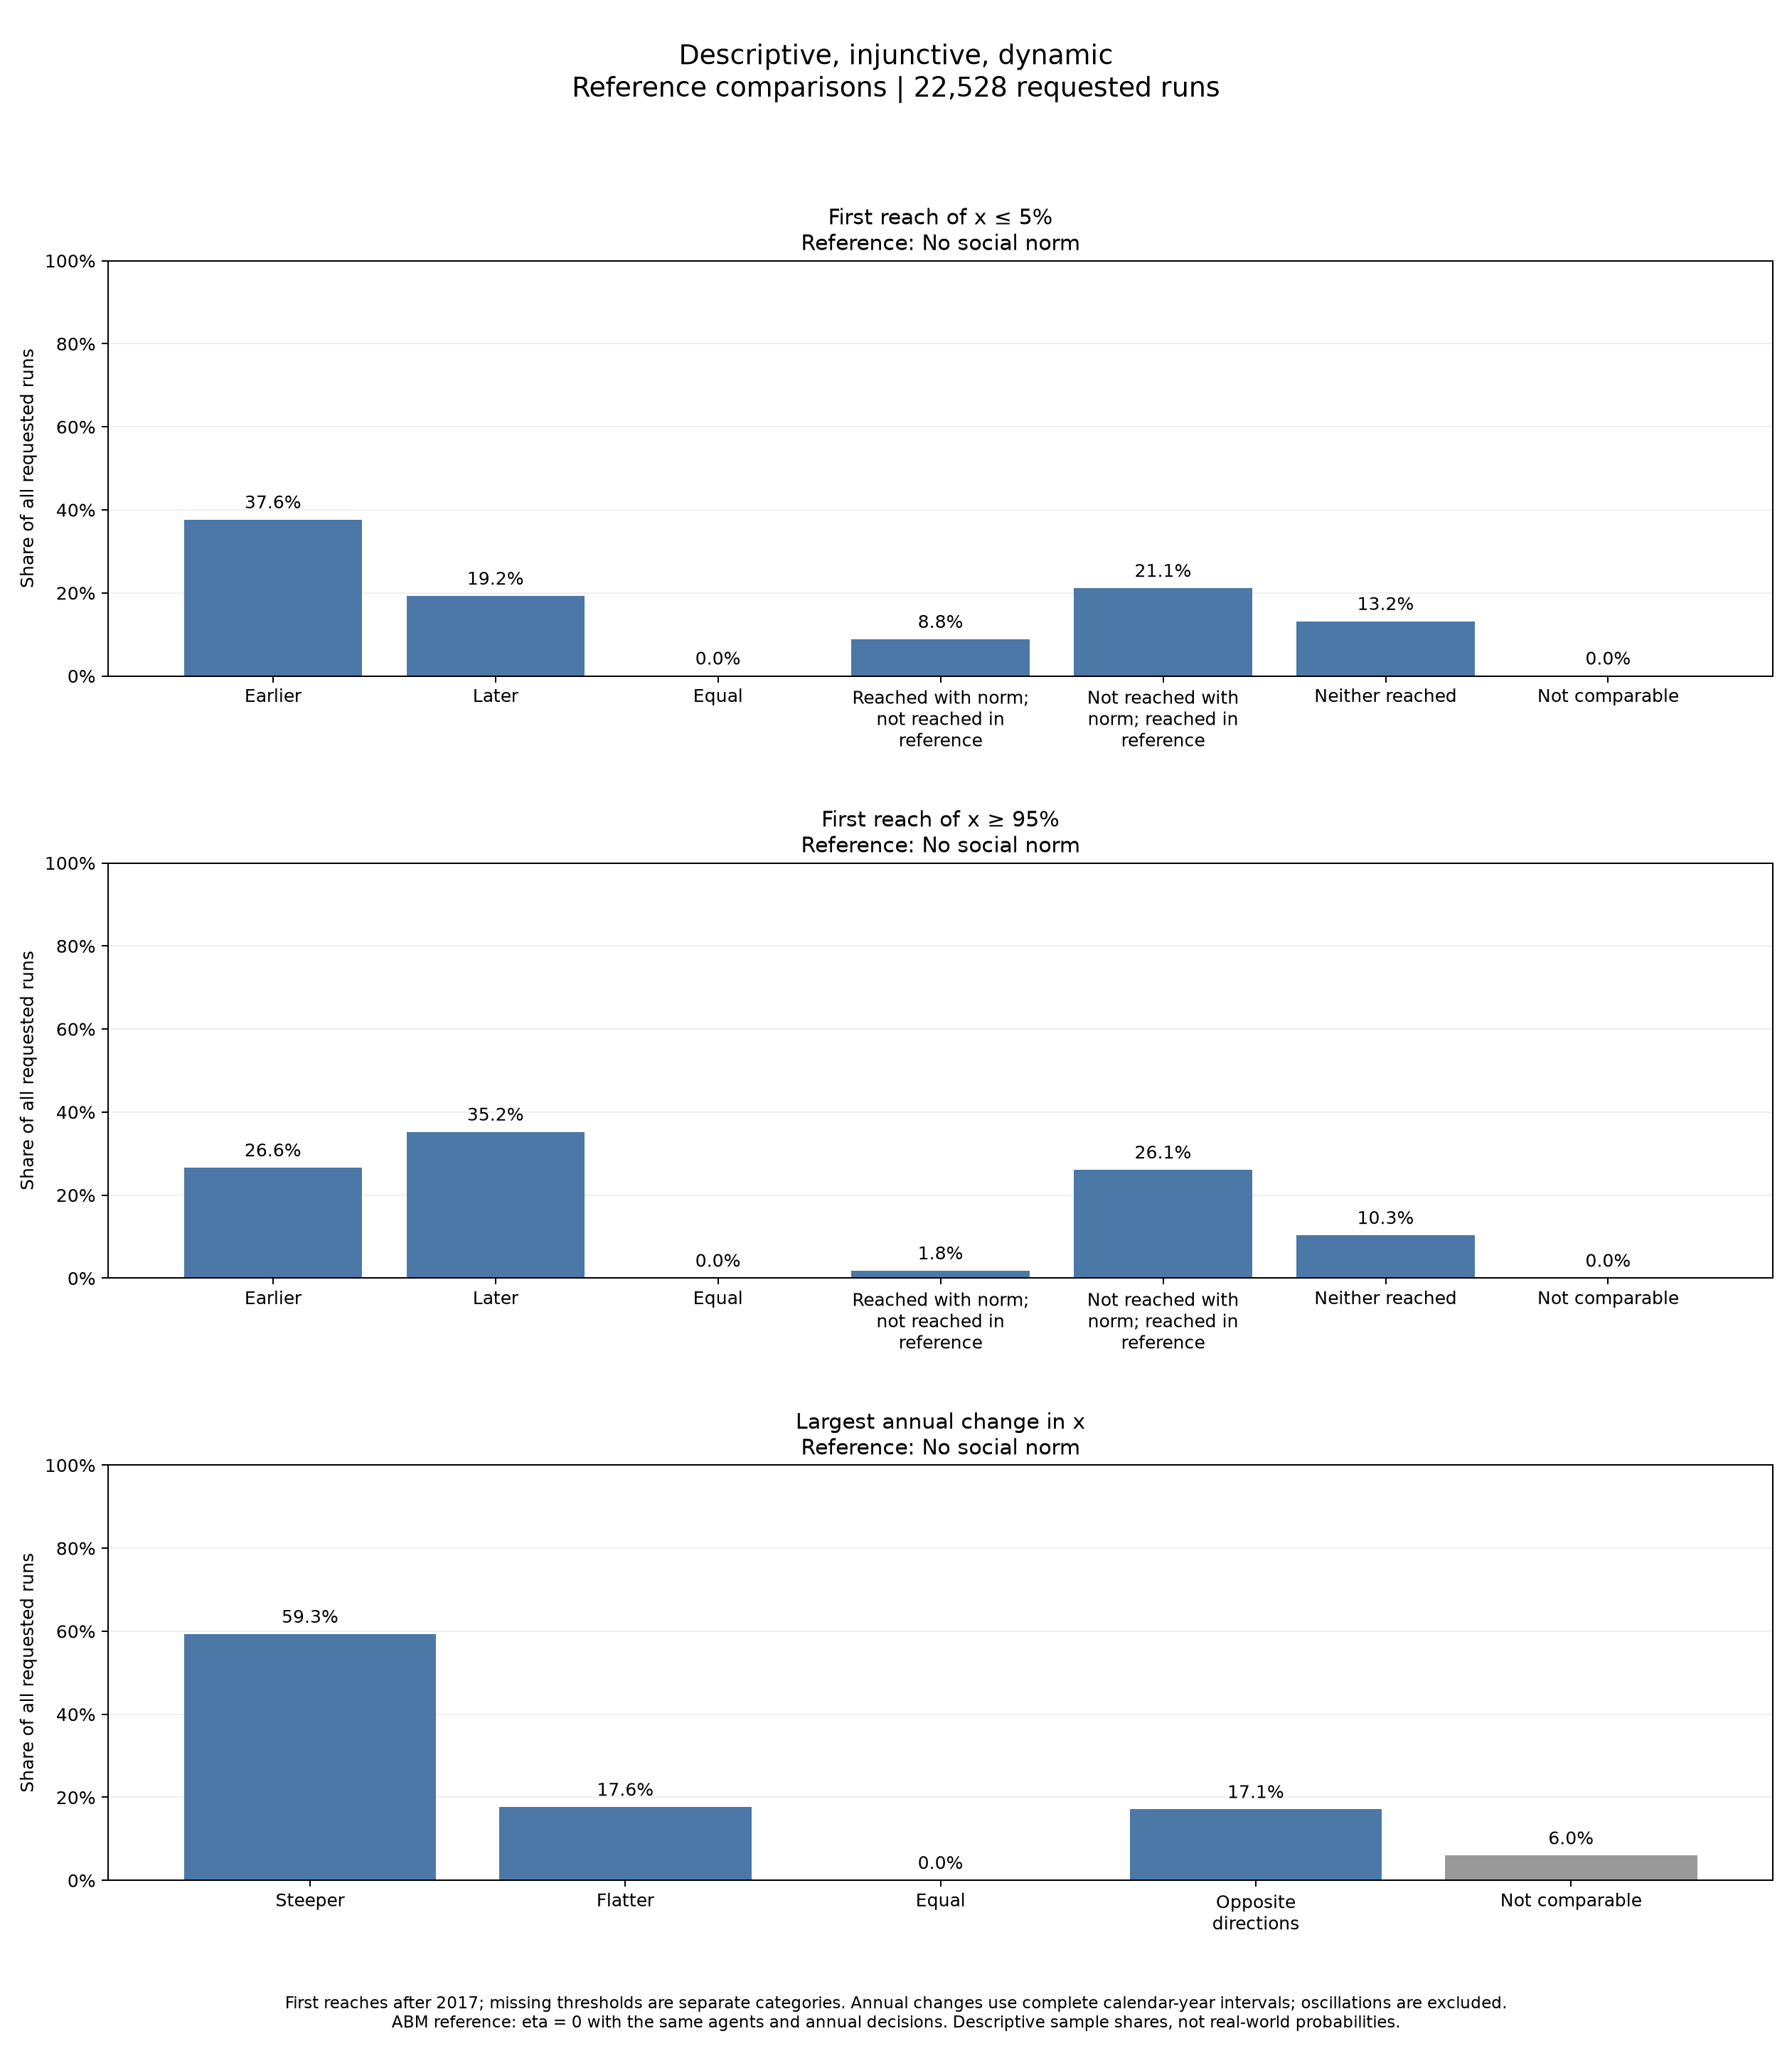 Descriptive, injunctive, dynamic
Reference comparisons | 22,528 requested runs
First reach of x ≤ 5%
Reference: No social norm
Share of all requested runs
100%
80%
60%
40%
20%
0%
37.6%
19.2%
0.0%
8.8%
21.1%
13.2%
0.0%
Earlier
Later
Equal
Reached with norm;
not reached in
reference
Not reached with
norm; reached in
reference
Neither reached
Not comparable
First reach of x ≥ 95%
Reference: No social norm
Share of all requested runs
100%
80%
60%
40%
20%
0%
26.6%
35.2%
0.0%
1.8%
26.1%
10.3%
0.0%
Earlier
Later
Equal
Reached with norm;
not reached in
reference
Not reached with
norm; reached in
reference
Neither reached
Not comparable
Largest annual change in x
Reference: No social norm
Share of all requested runs
100%
80%
60%
40%
20%
0%
59.3%
17.6%
0.0%
17.1%
6.0%
Steeper
Flatter
Equal
Opposite
directions
Not comparable
First reaches after 2017; missing thresholds are separate categories. Annual changes use complete calendar-year intervals; oscillations are excluded.
ABM reference: eta = 0 with the same agents and annual decisions. Descriptive sample shares, not real-world probabilities.